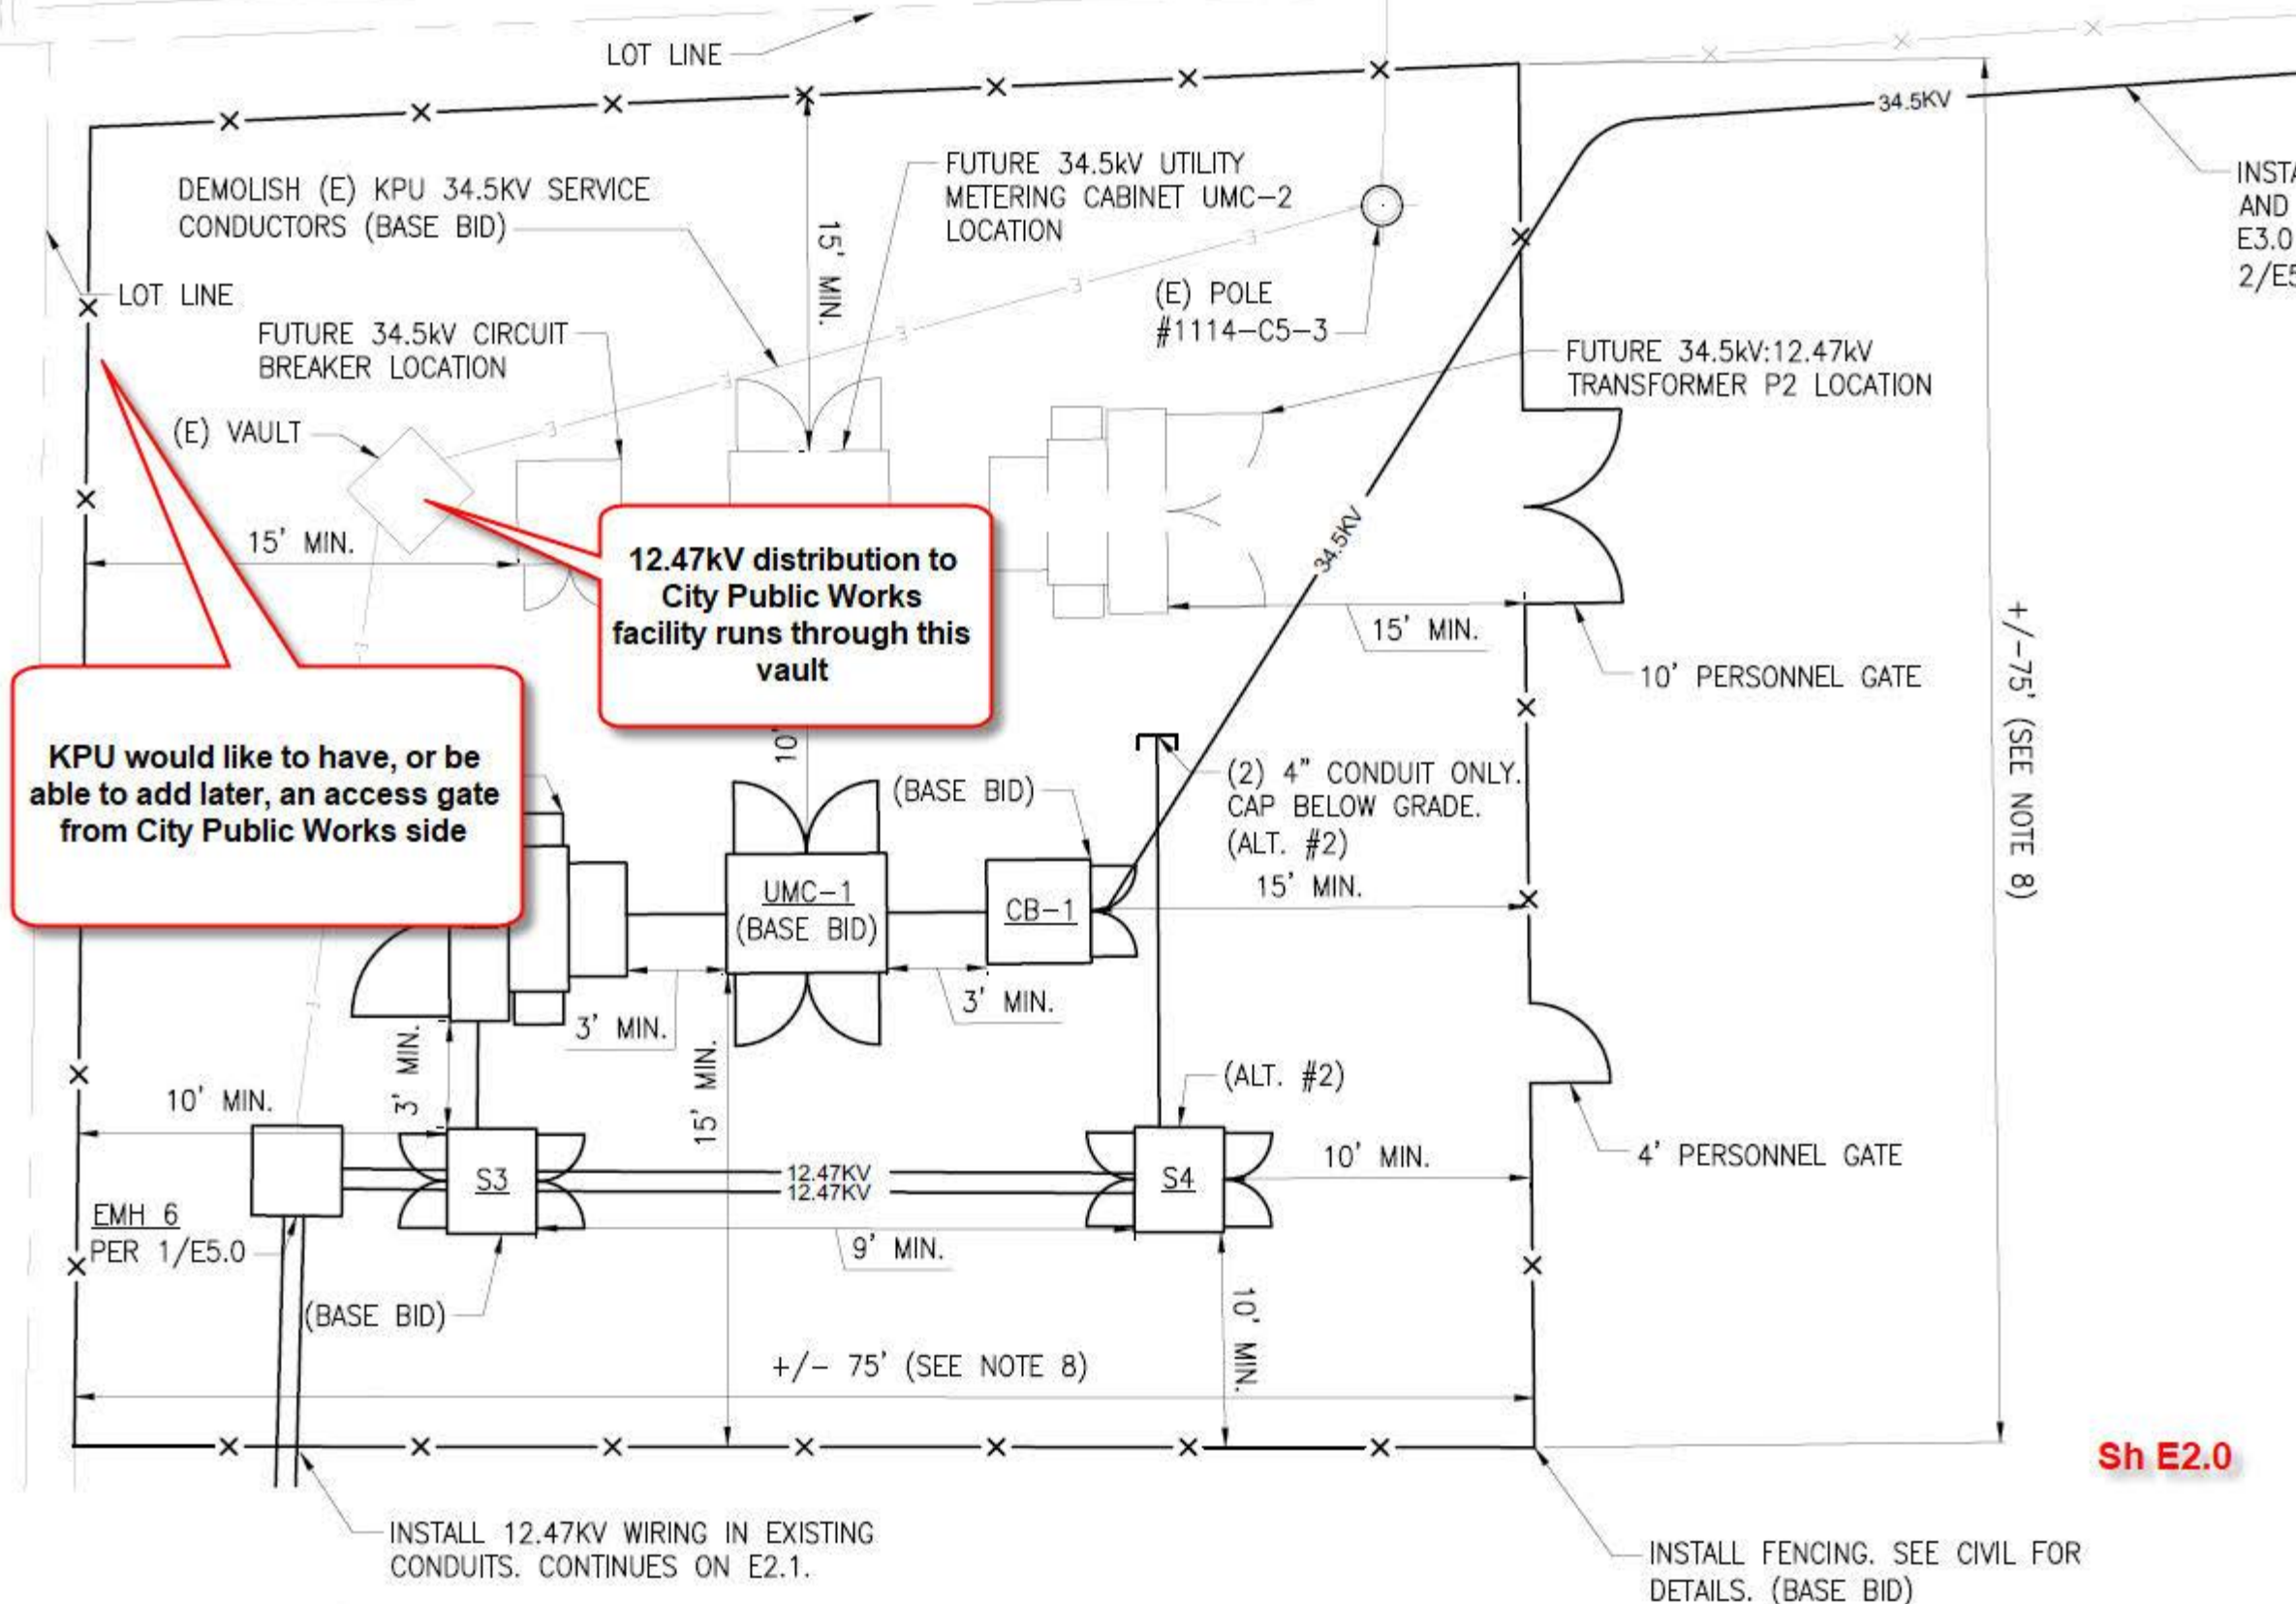 LOT LINE
34.5KV
INSTA
AND
E3.0
2/E5
DEMOLISH (E) KPU 34.5KV SERVICE
CONDUCTORS (BASE BID)
FUTURE 34.5kV UTILITY
METERING CABINET UMC-2
LOCATION
15' MIN.
LOT LINE
(E) POLE
#1114-C5-3
FUTURE 34.5kV CIRCUIT
BREAKER LOCATION
FUTURE 34.5kV:12.47kV
TRANSFORMER P2 LOCATION
(E) VAULT
15' MIN.
34.5KV
12.47kV distribution to
City Public Works
facility runs through this
vault
15' MIN.
10' PERSONNEL GATE
+/-75' (SEE NOTE 8)
KPU would like to have, or be
able to add later, an access gate
from City Public Works side
10'
(BASE BID)
(2) 4" CONDUIT ONLY.
CAP BELOW GRADE.
(ALT. #2)
15' MIN.
UMC-1
(BASE BID)
CB-1
3' MIN.
3' MIN.
3' MIN.
15' MIN.
(ALT. #2)
10' MIN.
4' PERSONNEL GATE
S3
12.47KV
12.47KV
S4
10' MIN.
EMH 6
PER 1/E5.0
9' MIN.
(BASE BID)
10' MIN.
+/- 75' (SEE NOTE 8)
Sh E2.0
INSTALL 12.47KV WIRING IN EXISTING
CONDUITS. CONTINUES ON E2.1.
INSTALL FENCING. SEE CIVIL FOR
DETAILS. (BASE BID)